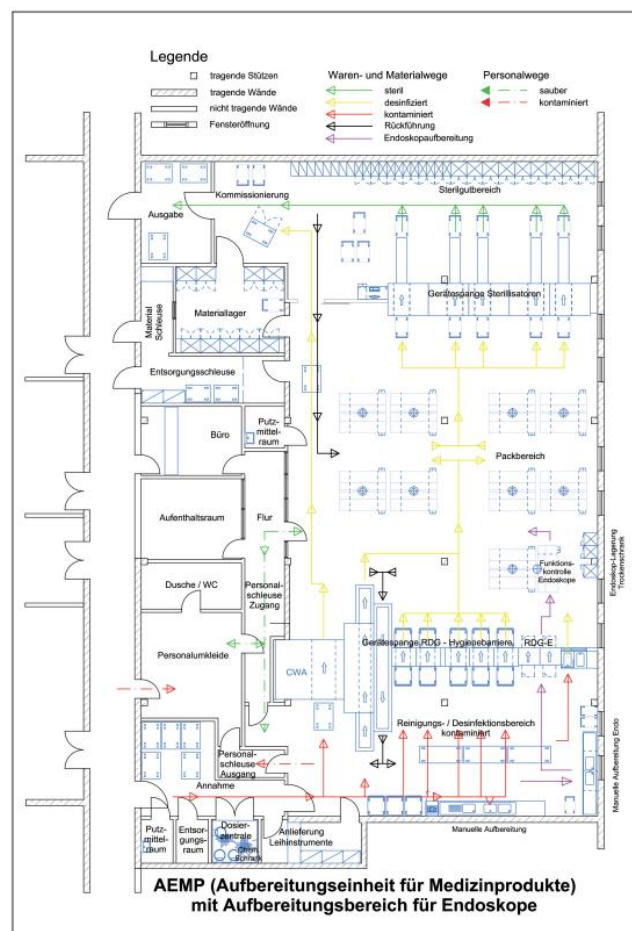 Legende
tragende Stützen
tragende Wände
nicht tragende Wände
Fensteröffnung
Waren- und Materialwege
steril
desinfiziert
kontaminiert
Rückführung
Endoskopaufbereitung
Personalwege
sauber
kontaminiert
Kommissionierung
Sterilgutbereich
Ausgabe
Material
Schleuse
Materiallager
Gerätespange Sterilisatoren
Entsorgungsschleuse
Büro
Putz-
mittel-
raum
Packbereich
Aufenthaltsraum
Flur
Funktions-
kontrolle
Endoskope
Endoskop-Lagerung
Trockenschrank
Dusche / WC
Personal-
schleuse
Zugang
Personalumkleide
Gerätespange RDG - Hygienebarriere
RDG-E
CWA
Reinigungs- / Desinfektionsbereich
kontaminiert
Personal-
schleuse
Ausgang
Annahme
Manuelle Aufbereitung Endo
Putz-
mittel-
raum
Entsor-
gungs-
raum
Dosier-
zentrale
Chem.
Schrank
Anlieferung
Leihinstrumente
Manuelle Aufbereitung
AEMP (Aufbereitungseinheit für Medizinprodukte)
mit Aufbereitungsbereich für Endoskope